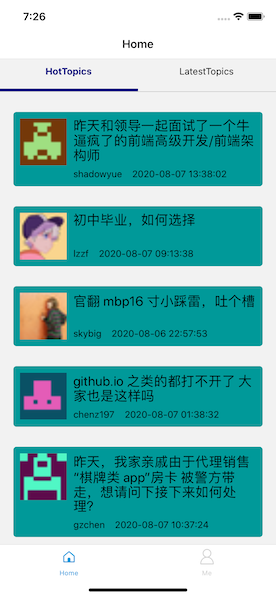 7:26
Home
HotTopics
LatestTopics
昨天和领导一起面试了一个牛
逼疯了的前端高级开发/前端架
构师
shadowyue 2020-08-07 13:38:02
初中毕业，如何选择
lzzf 2020-08-07 09:13:38
官翻 mbp16 寸小踩雷，吐个槽
skybig 2020-08-06 22:57:53
github.io 之类的都打不开了 大
家也是这样吗
chenz197 2020-08-07 01:38:32
昨天，我家亲戚由于代理销售
“棋牌类 app”房卡 被警方带
走，想请问下接下来如何处
理?
gzchen 2020-08-07 10:37:24
Home
Me